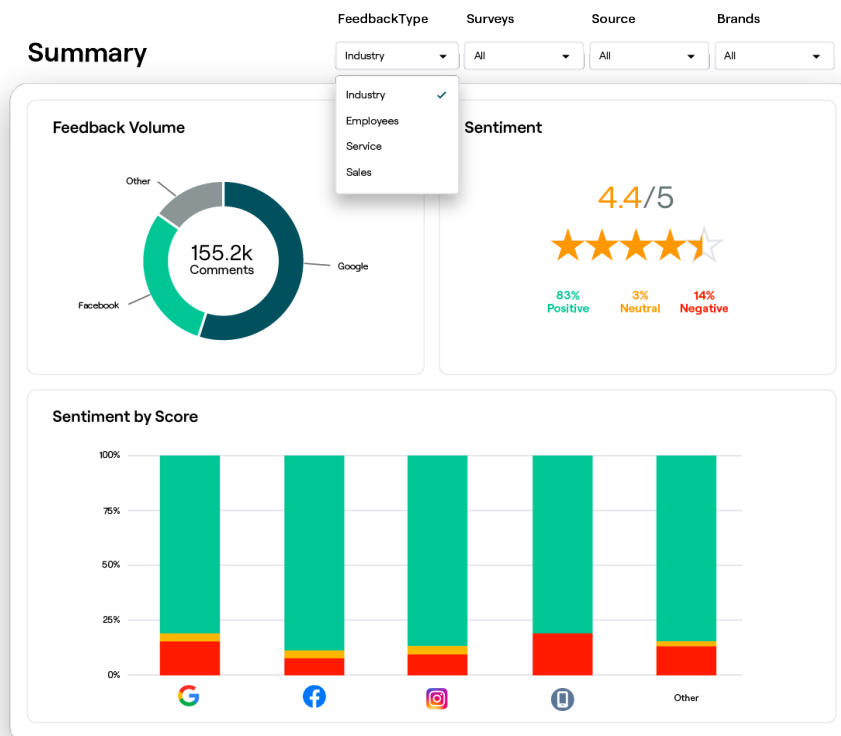 FeedbackType Surveys Source Brands
Summary
Industry All All All
Industry
Employees
Service
Sales
Feedback Volume
Other
155.2k
Comments
Google
Facebook
Sentiment
4.4/5
83% 3% 14%
Positive Neutral Negative
Sentiment by Score
100%
75%
50%
25%
0%
Other